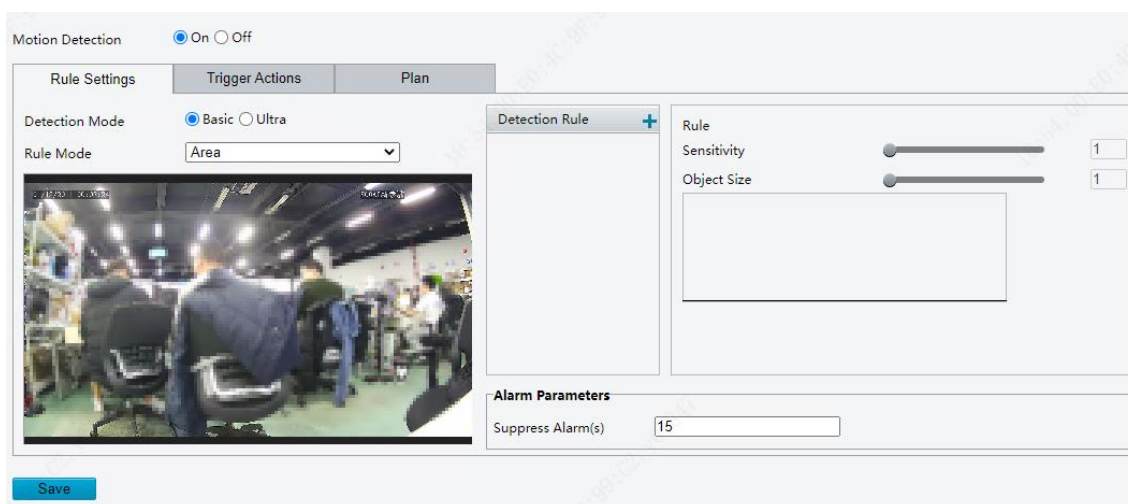 Motion Detection On Off
Rule Settings Trigger Actions Plan
Detection Mode Basic Ultra
Rule Mode Area
Detection Rule +
Rule
Sensitivity 1
Object Size 1
Alarm Parameters
Suppress Alarm(s) 15
Save